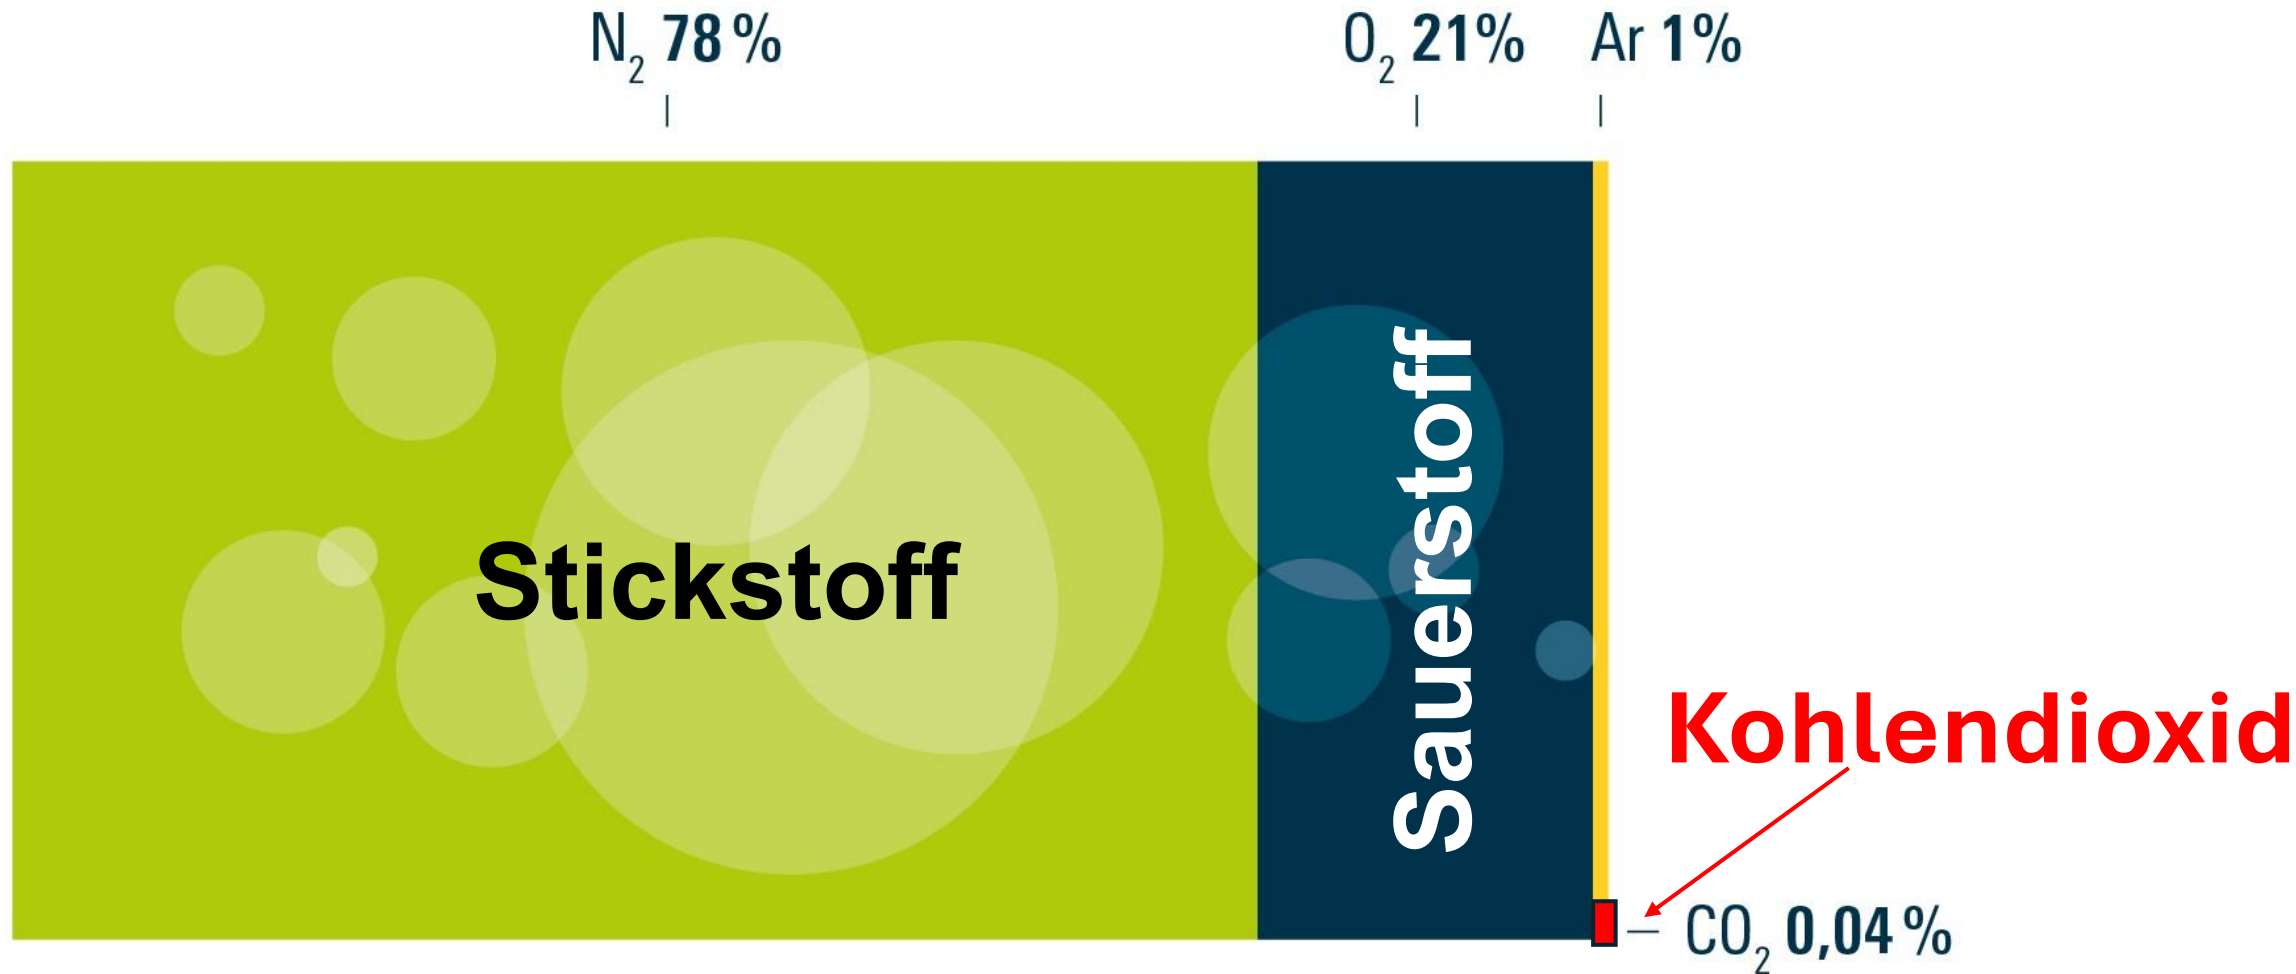 N₂ 78 %
O₂ 21%
Ar 1%
Stickstoff
Sauerstoff
Kohlendioxid
CO₂ 0,04 %